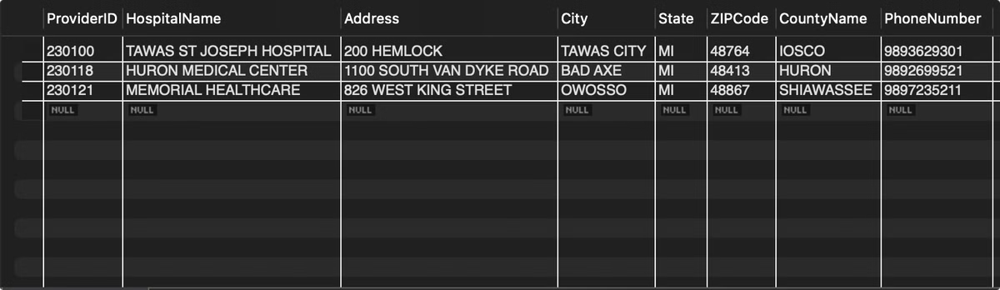 ProviderID HospitalName Address City State ZIPCode CountyName PhoneNumber
230100 TAWAS ST JOSEPH HOSPITAL 200 HEMLOCK TAWAS CITY MI 48764 IOSCO 9893629301
230118 HURON MEDICAL CENTER 1100 SOUTH VAN DYKE ROAD BAD AXE MI 48413 HURON 9892699521
230121 MEMORIAL HEALTHCARE 826 WEST KING STREET OWOSSO MI 48867 SHIAWASSEE 9897235211
NULL NULL NULL NULL NULL NULL NULL NULL